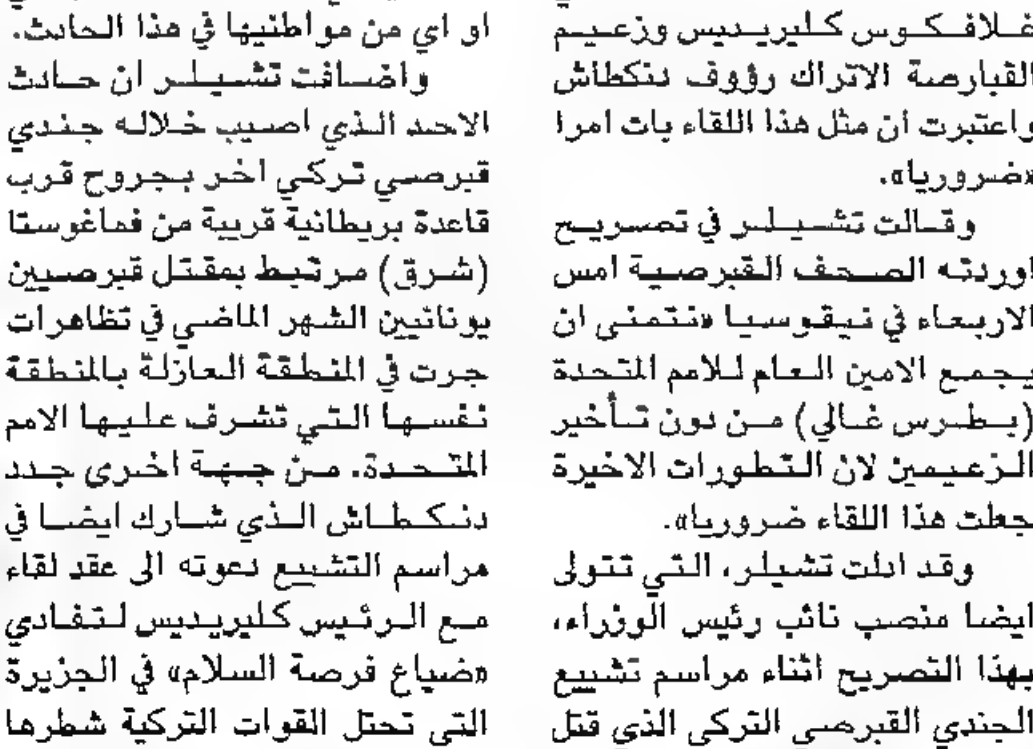 غلافكوس كليريديس وزعيم
القبارصة الاتراك رؤوف دنكطاش
واعتبرت ان مثل هذا اللقاء بات امرا
«ضروريا».
وقالت تشيلر في تصريح
اوردته الصحف القبرصية امس
الاربعاء في نيقوسيا «نتمنى ان
يجمع الامين العام للامم المتحدة
(بطرس غالي) من دون تأخير
الزعيمين لان التطورات الاخيرة
جعلت هذا اللقاء ضروريا».
وقد ادلت تشيلر، التي تتولى
ايضا منصب نائب رئيس الوزراء،
بهذا التصريح اثناء مراسم تشييع
الجندي القبرصي التركي الذي قتل
او اي من مواطنيها في هذا الحادث.
واضافت تشيلر ان حادث
الاحد الذي اصيب خلاله جندي
قبرصي تركي اخر بجروح قرب
قاعدة بريطانية قريبة من فماغوستا
(شرق) مرتبط بمقتل قبرصيين
يونانيين الشهر الماضي في تظاهرات
جرت في المنطقة العازلة بالمنطقة
نفسها التي تشرف عليها الامم
المتحدة. من جهة اخرى جدد
دنكطاش الذي شارك ايضا في
مراسم التشييع دعوته الى عقد لقاء
مع الرئيس كليريديس لتفادي
«ضياع فرصة السلام» في الجزيرة
التي تحتل القوات التركية شطرها